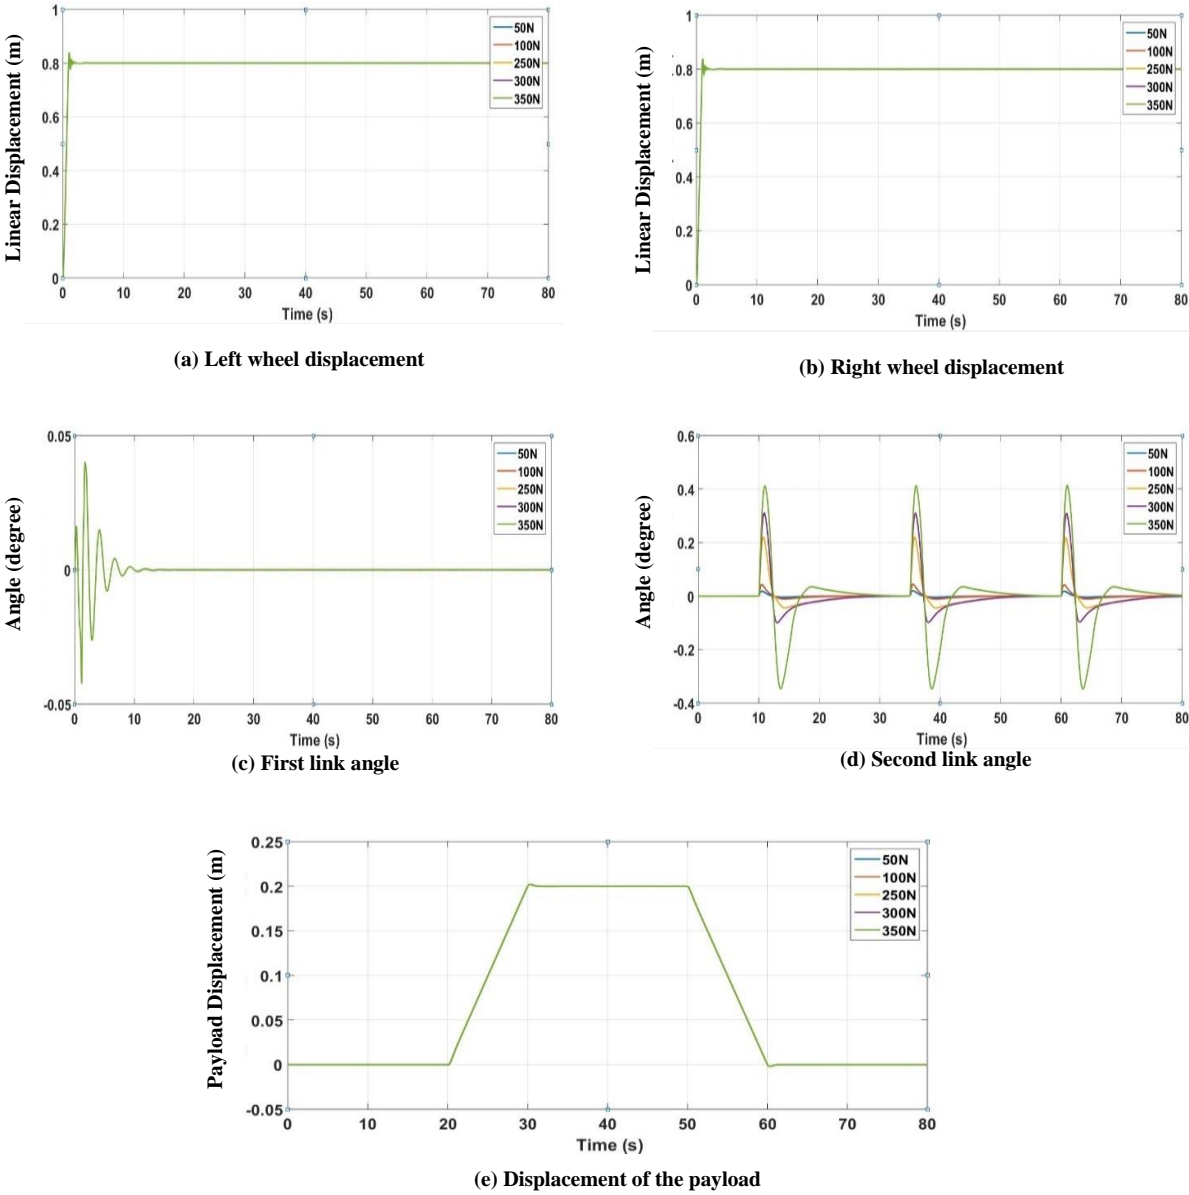 Linear Displacement (m)
1
0.8
0.6
0.4
0.2
0
0 10 20 30 40 50 60 70 80
Time (s)
50N
100N
250N
300N
350N
(a) Left wheel displacement
Linear Displacement (m)
1
0.8
0.6
0.4
0.2
0
0 10 20 30 40 50 60 70 80
Time (s)
50N
100N
250N
300N
350N
(b) Right wheel displacement
Angle (degree)
0.05
0
-0.05
0 10 20 30 40 50 60 70 80
Time (s)
50N
100N
250N
300N
350N
(c) First link angle
Angle (degree)
0.6
0.4
0.2
0
-0.2
-0.4
0 10 20 30 40 50 60 70 80
Time (s)
50N
100N
250N
300N
350N
(d) Second link angle
Payload Displacement (m)
0.25
0.2
0.15
0.1
0.05
0
-0.05
0 10 20 30 40 50 60 70 80
Time (s)
50N
100N
250N
300N
350N
(e) Displacement of the payload